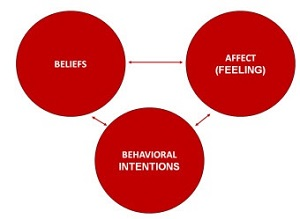 BELIEFS
AFFECT
(FEELING)
BEHAVIORAL
INTENTIONS